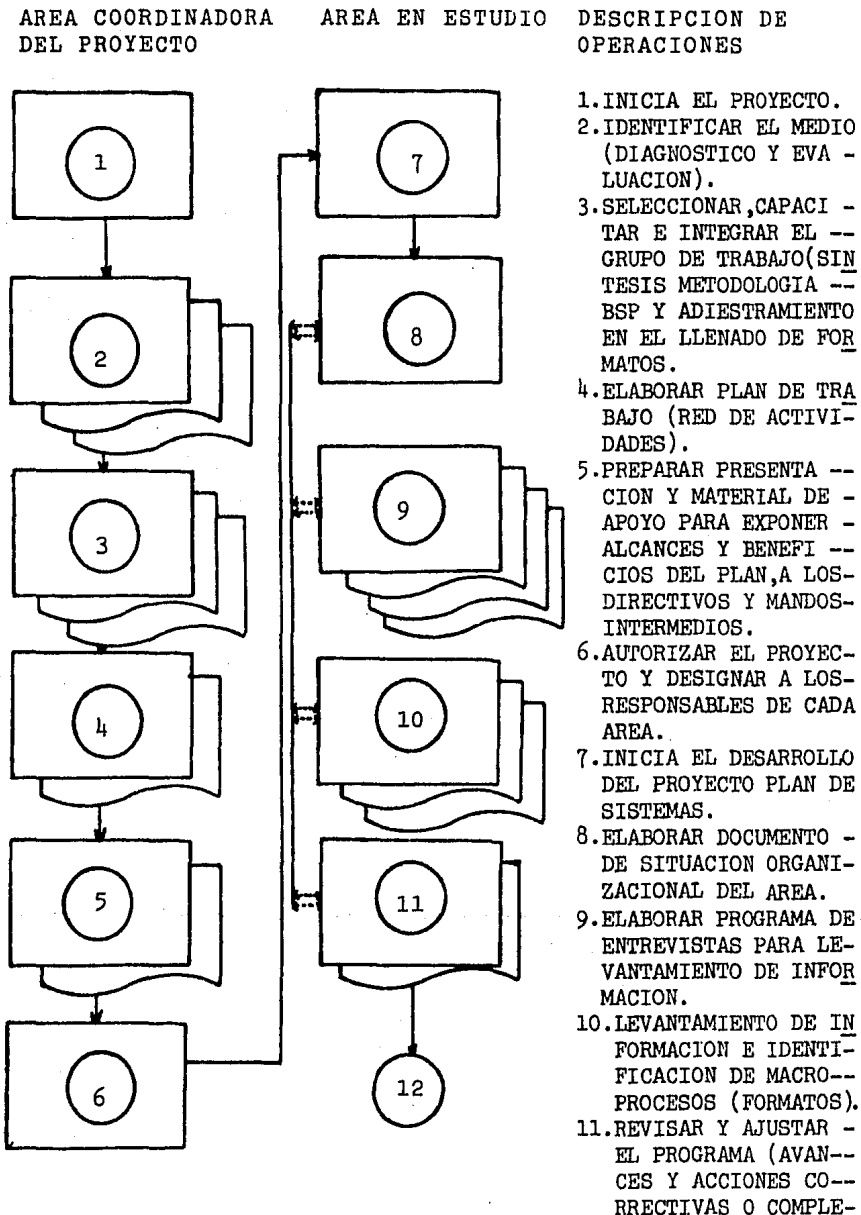 AREA COORDINADORA
DEL PROYECTO
AREA EN ESTUDIO
DESCRIPCION DE
OPERACIONES
1
2
3
4
5
6
7
8
9
10
11
12
1.INICIA EL PROYECTO.
2.IDENTIFICAR EL MEDIO
(DIAGNOSTICO Y EVA -
LUACION).
3.SELECCIONAR,CAPACI -
TAR E INTEGRAR EL --
GRUPO DE TRABAJO(SIN
TESIS METODOLOGIA --
BSP Y ADIESTRAMIENTO
EN EL LLENADO DE FOR
MATOS.
4.ELABORAR PLAN DE TRA
BAJO (RED DE ACTIVI-
DADES).
5.PREPARAR PRESENTA --
CION Y MATERIAL DE -
APOYO PARA EXPONER -
ALCANCES Y BENEFI --
CIOS DEL PLAN,A LOS-
DIRECTIVOS Y MANDOS-
INTERMEDIOS.
6.AUTORIZAR EL PROYEC-
TO Y DESIGNAR A LOS-
RESPONSABLES DE CADA
AREA.
7.INICIA EL DESARROLLO
DEL PROYECTO PLAN DE
SISTEMAS.
8.ELABORAR DOCUMENTO -
DE SITUACION ORGANI-
ZACIONAL DEL AREA.
9.ELABORAR PROGRAMA DE
ENTREVISTAS PARA LE-
VANTAMIENTO DE INFOR
MACION.
10.LEVANTAMIENTO DE IN
FORMACION E IDENTI-
FICACION DE MACRO--
PROCESOS (FORMATOS).
11.REVISAR Y AJUSTAR -
EL PROGRAMA (AVAN--
CES Y ACCIONES CO--
RRECTIVAS O COMPLE-